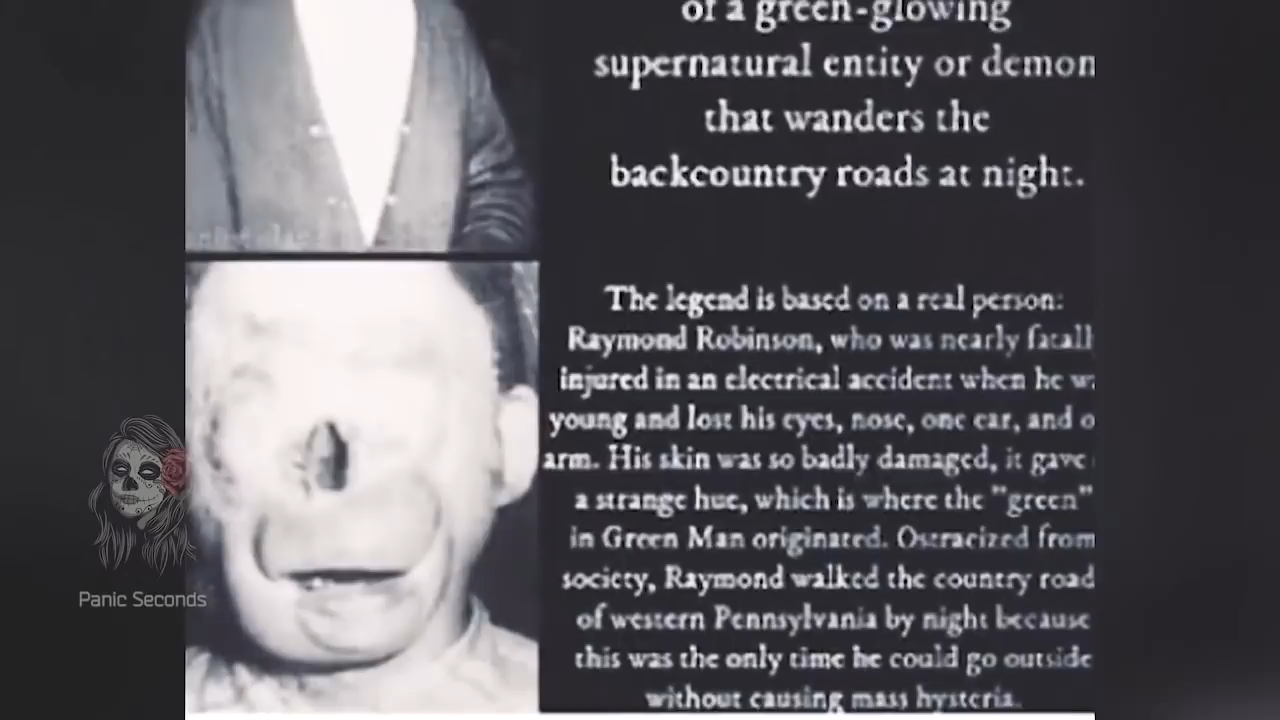 of a green-glowing
supernatural entity or demon
that wanders the
backcountry roads at night.
The legend is based on a real person:
Raymond Robinson, who was nearly fatall
injured in an electrical accident when he w
young and lost his eyes, nose, one ear, and o
arm. His skin was so badly damaged, it gave
a strange hue, which is where the "green"
in Green Man originated. Ostracized from
society, Raymond walked the country road
of western Pennsylvania by night because
this was the only time he could go outside
without causing mass hysteria.
Panic Seconds